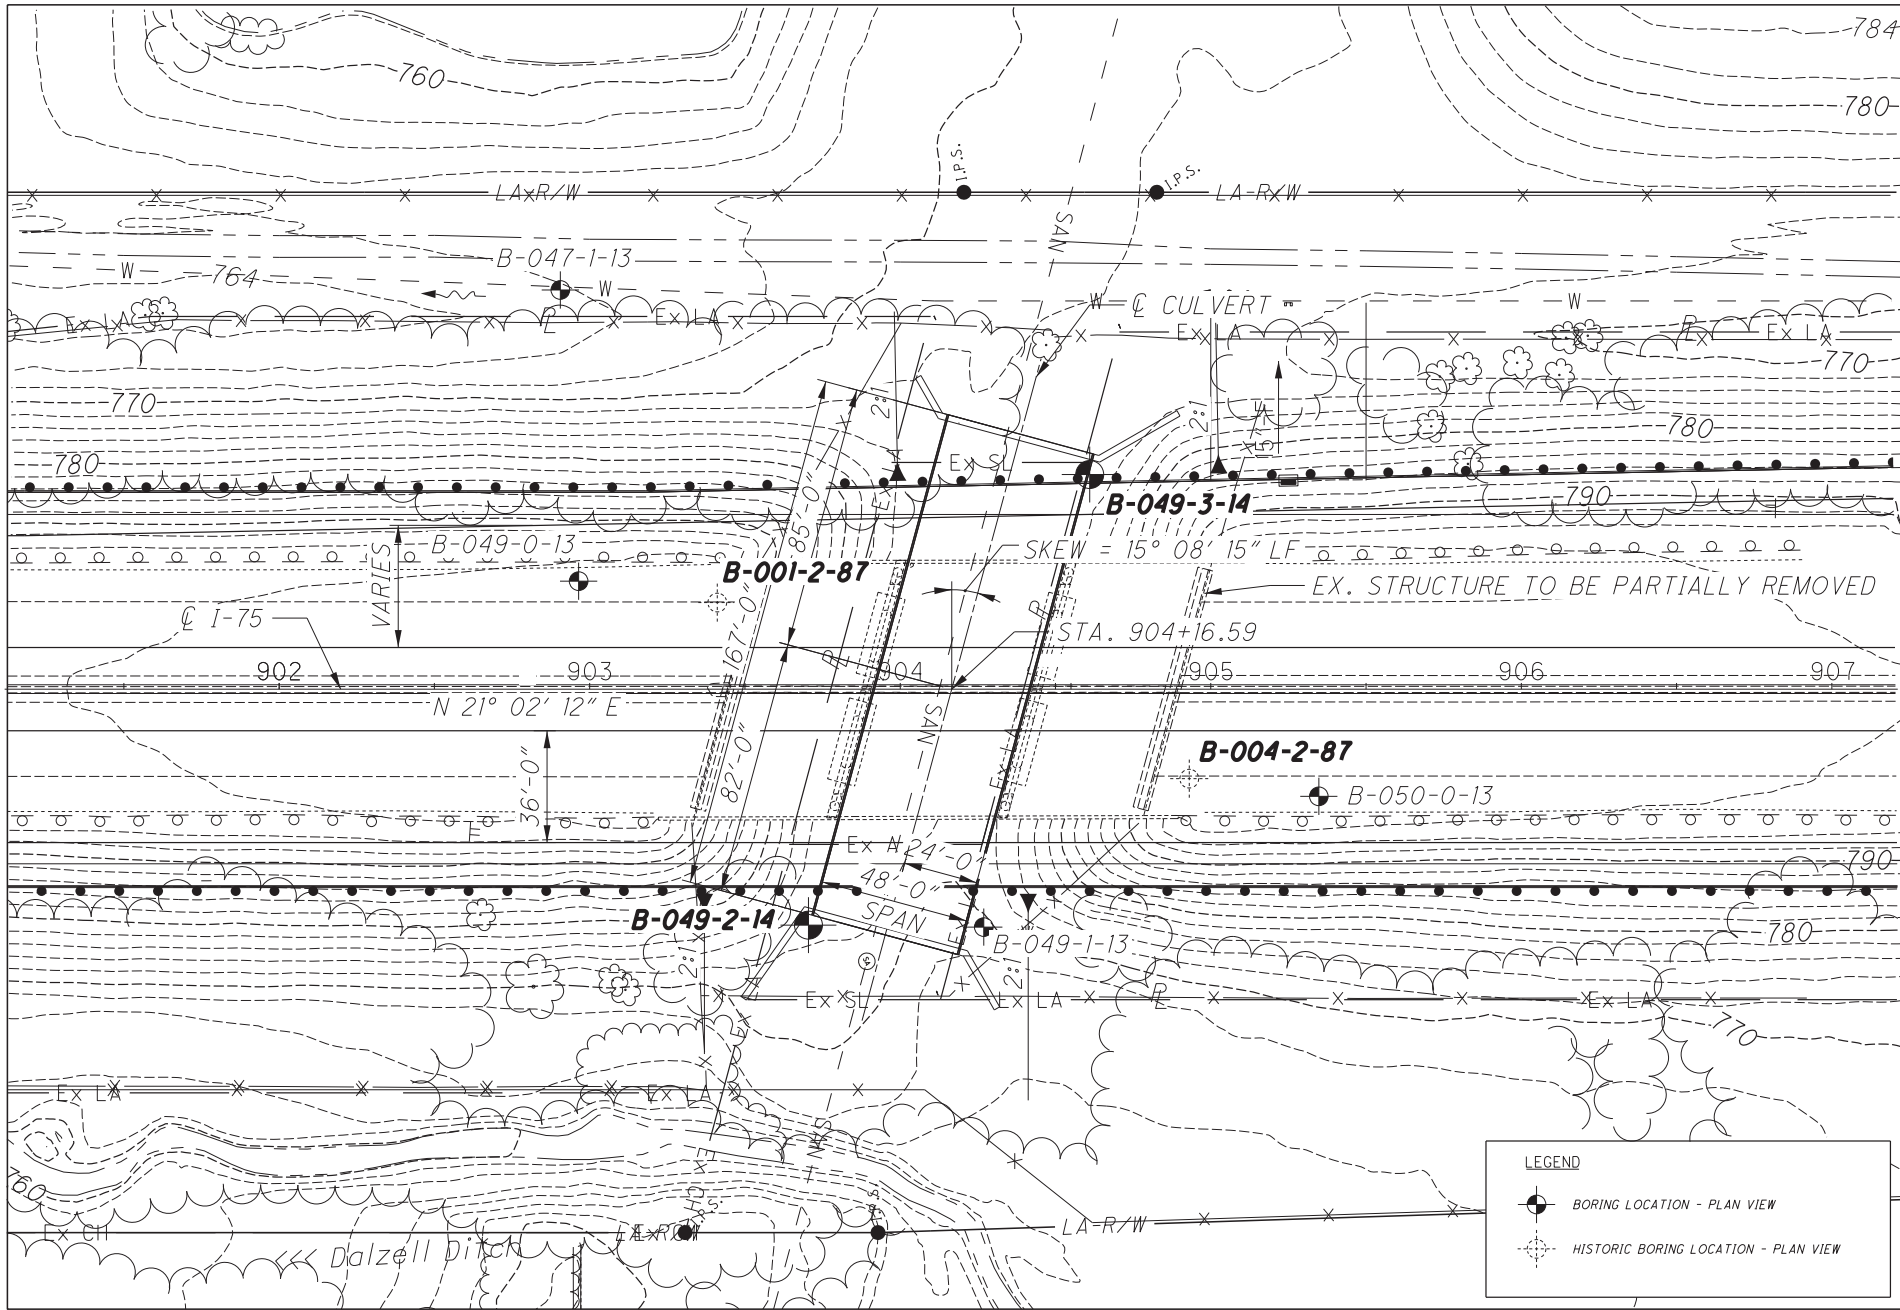 784
760
780
I.P.S.
I.P.S.
LA-R/W
LA-R/W
SAN
B-047-1-13
W
764
W
W
℄ CULVERT
W
Ex LA
Ex LA
Ex LA
Ex LA
770
770
2:1
2:1
15'-
780
780
Ex SL
790
B-049-3-14
85'-0"
B-049-0-13
SKEW = 15° 08' 15" LF
B-001-2-87
EX. STRUCTURE TO BE PARTIALLY REMOVED
VARIES
℄ I-75
167'-0"
STA. 904+16.59
902
903
904
905
906
907
N 21° 02' 12" E
SAN
82'-0"
Ex LA
B-004-2-87
36'-0"
B-050-0-13
Ex
24'-0"
790
48'-0"
SPAN
B-049-2-14
B-049-1-13
780
2:
2:
Ex SL
Ex LA
Ex LA
770
Ex LA
Ex LA
SAN
760
Ex CH
<<< Dalzell Ditch
LA-R/W
LEGEND
BORING LOCATION - PLAN VIEW
HISTORIC BORING LOCATION - PLAN VIEW